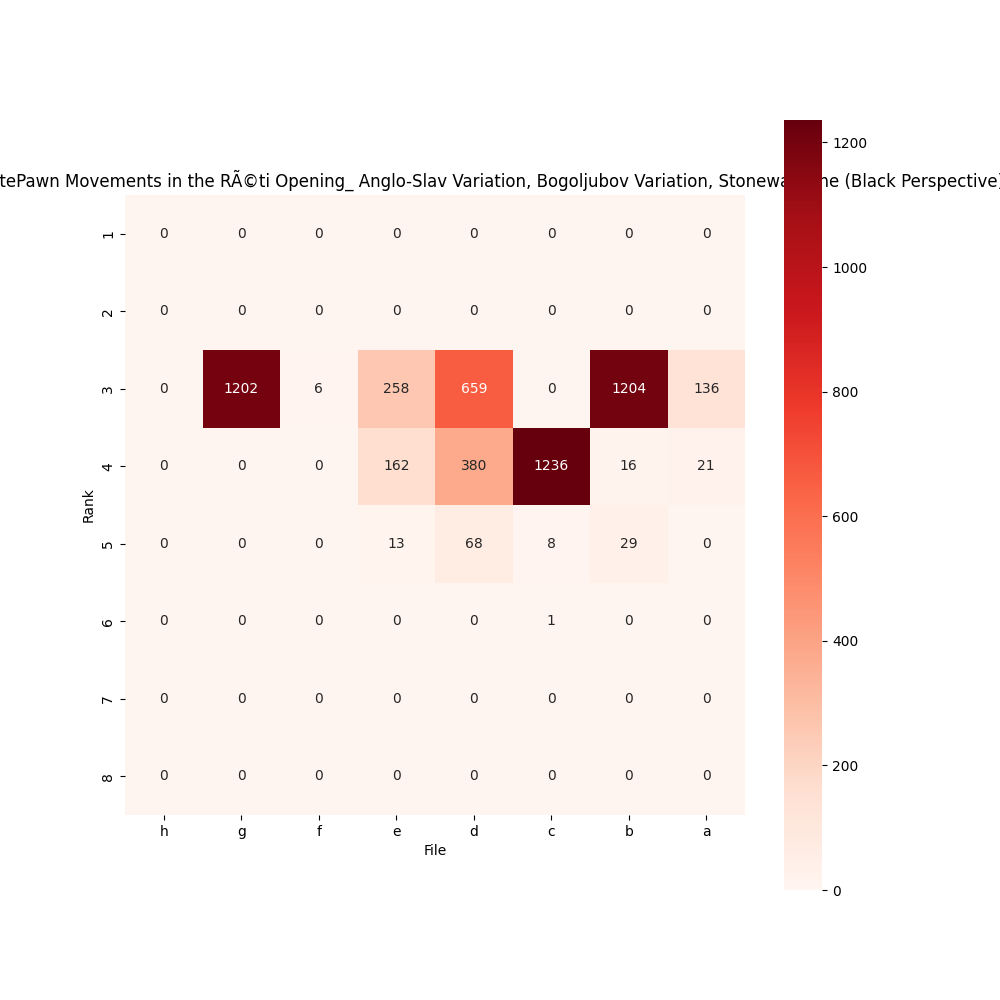 tePawn Movements in the RÃ©ti Opening_ Anglo-Slav Variation, Bogoljubov Variation, Stonewa ne (Black Perspective)
1 0 0 0 0 0 0 0 0
2 0 0 0 0 0 0 0 0
3 0 1202 6 258 659 0 1204 136
4 0 0 0 162 380 1236 16 21
5 0 0 0 13 68 8 29 0
6 0 0 0 0 0 1 0 0
7 0 0 0 0 0 0 0 0
8 0 0 0 0 0 0 0 0
Rank
h g f e d c b a
File
1200
1000
800
600
400
200
0